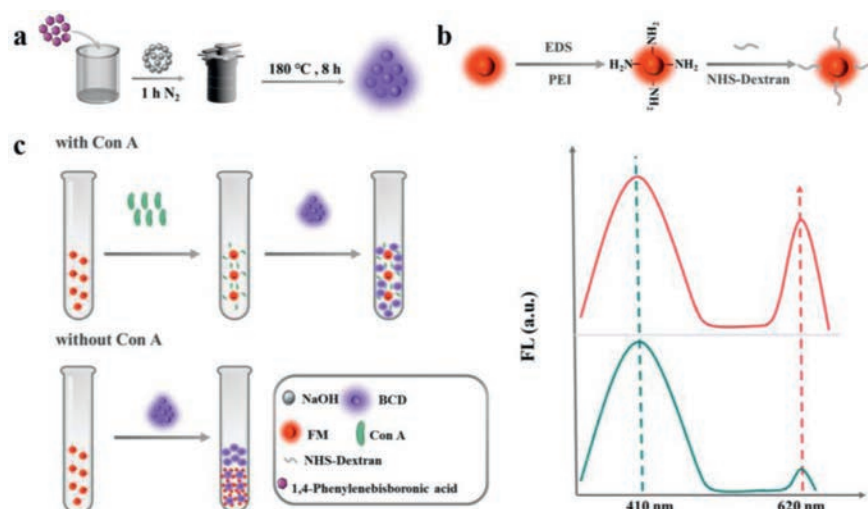 a
1 h N₂
180 °C , 8 h
b
EDS
PEI
NH₂
H₂N
NH₂
NH₂
NHS-Dextran
c
with Con A
without Con A
NaOH
BCD
FM
Con A
NHS-Dextran
1,4-Phenylenebisboronic acid
FL (a.u.)
410 nm
620 nm